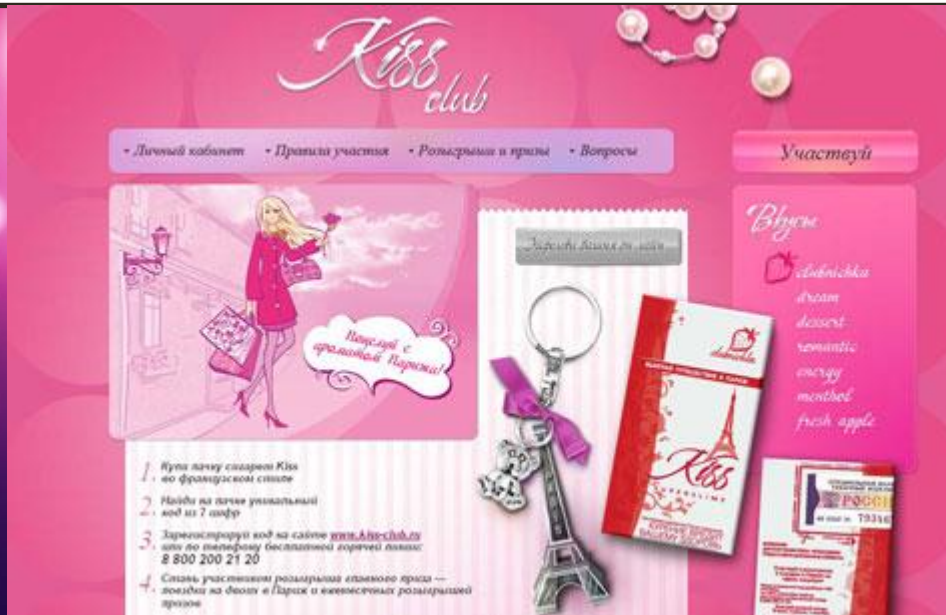 Kiss
club
• Личный кабинет • Правила участия • Розыгрыши и призы • Вопросы
Участвуй
Вкусы
clubnichka
dream
dessert
romantic
energy
menthol
fresh apple
Поцелуй с
ароматом Парижа!
Kiss
SUPERSLIMS
1. Купи пачку сигарет Kiss
во французском стиле
2. Найди на пачке уникальный
код из 7 цифр
3. Зарегистрируй код на сайте www.kiss-club.ru
или по телефону бесплатной горячей линии:
8 800 200 21 20
4. Стань участником розыгрыша главного приза —
поездки на двоих в Париж и ежемесячных розыгрышей
призов